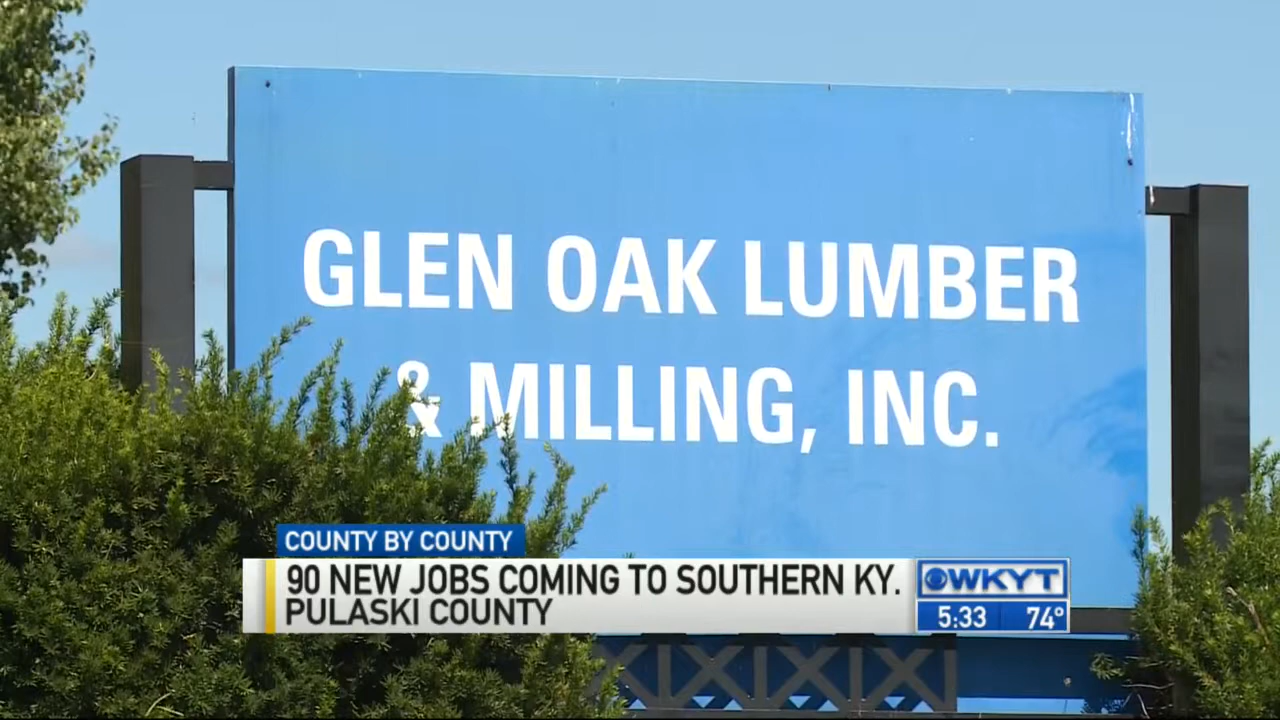 GLEN OAK LUMBER
& MILLING, INC.
COUNTY BY COUNTY
90 NEW JOBS COMING TO SOUTHERN KY.
PULASKI COUNTY
WKYT
5:33 74°